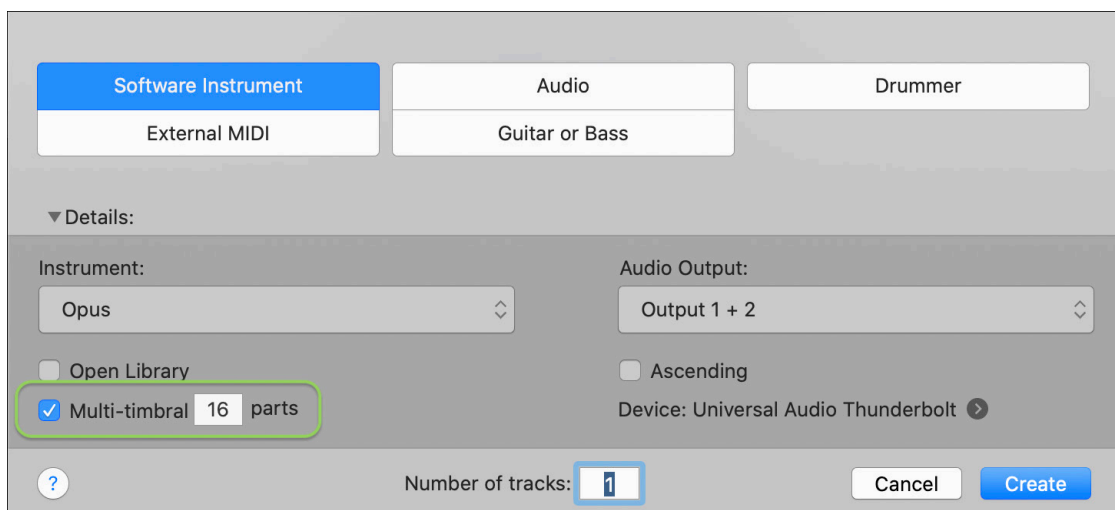 Software Instrument
Audio
Drummer
External MIDI
Guitar or Bass
Details:
Instrument:
Audio Output:
Opus
Output 1 + 2
Open Library
Ascending
Multi-timbral 16 parts
Device: Universal Audio Thunderbolt
?
Number of tracks: 1
Cancel
Create